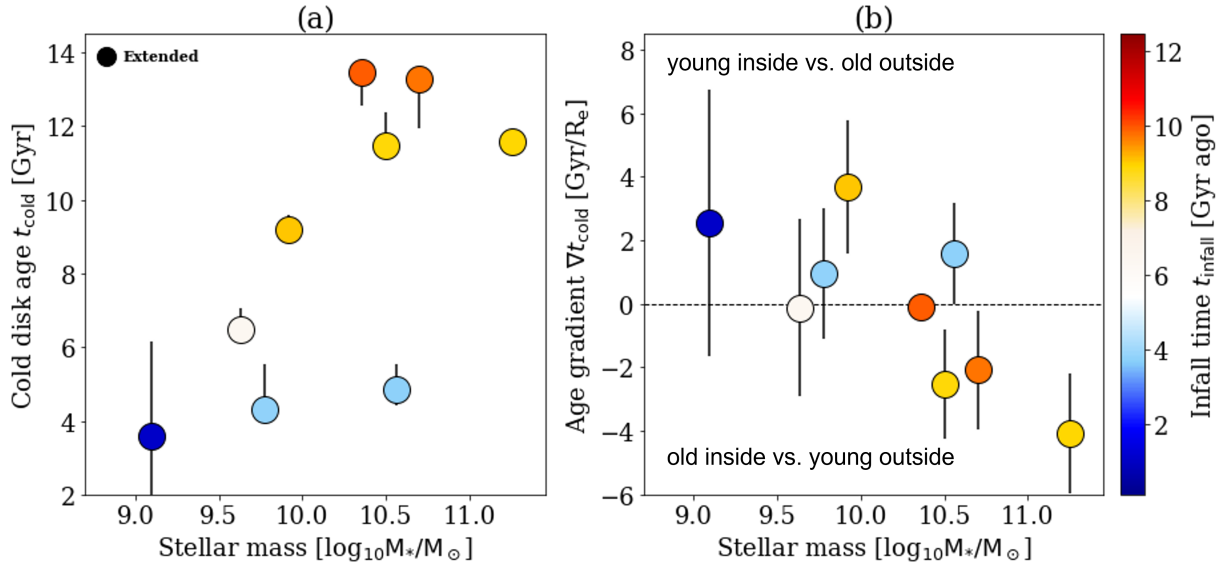 (a)
(b)
Extended
14
12
10
8
6
4
2
Cold disk age t_cold [Gyr]
9.0 9.5 10.0 10.5 11.0
Stellar mass [log₁₀M*/M⊙]
young inside vs. old outside
old inside vs. young outside
8
6
4
2
0
−2
−4
−6
Age gradient ∇t_cold [Gyr/Rₑ]
9.0 9.5 10.0 10.5 11.0
Stellar mass [log₁₀M*/M⊙]
12
10
8
6
4
2
Infall time t_infall [Gyr ago]